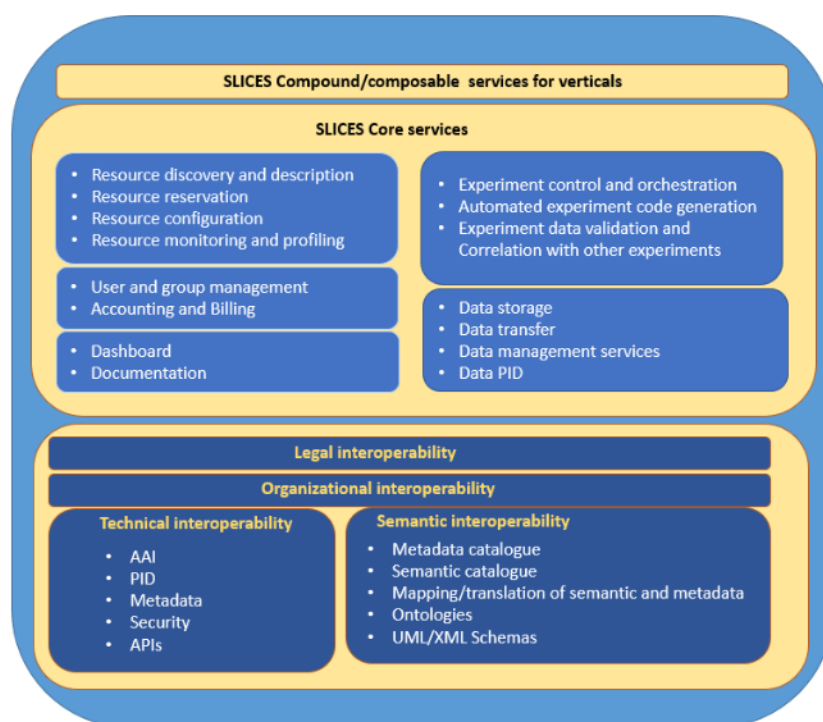 SLICES Compound/composable services for verticals
SLICES Core services
• Resource discovery and description
• Resource reservation
• Resource configuration
• Resource monitoring and profiling
• User and group management
• Accounting and Billing
• Dashboard
• Documentation
• Experiment control and orchestration
• Automated experiment code generation
• Experiment data validation and
Correlation with other experiments
• Data storage
• Data transfer
• Data management services
• Data PID
Legal interoperability
Organizational interoperability
Technical interoperability
• AAI
• PID
• Metadata
• Security
• APIs
Semantic interoperability
• Metadata catalogue
• Semantic catalogue
• Mapping/translation of semantic and metadata
• Ontologies
• UML/XML Schemas